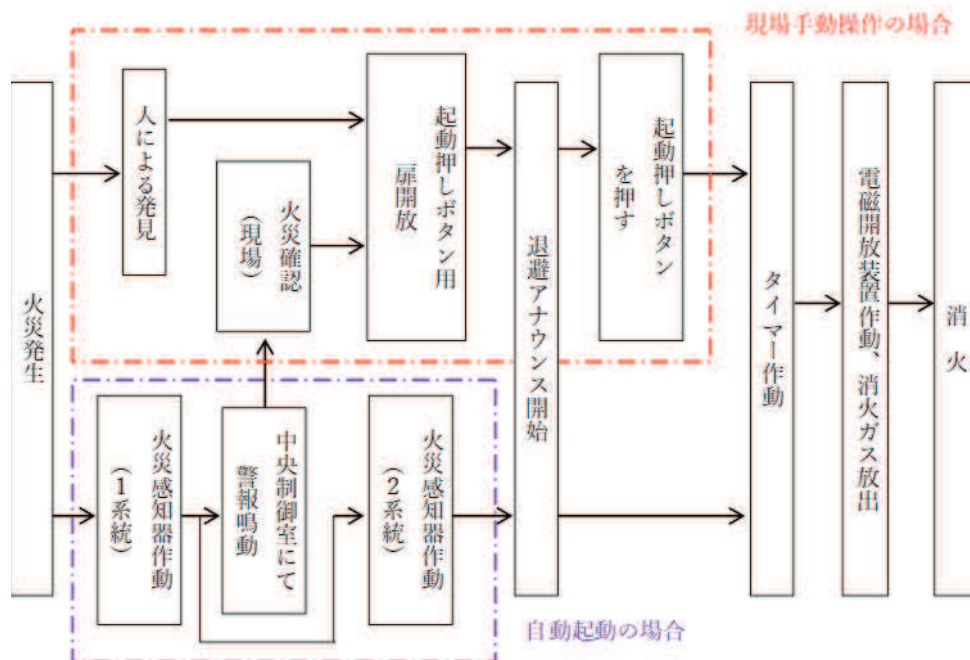 現場手動操作の場合
火災発生
人による発見
火災確認
(現場)
起動押しボタン用
扉開放
退避アナウンス開始
起動押しボタン
を押す
タイマー作動
電磁開放装置作動、消火ガス放出
消火
火災感知器作動
(1系統)
中央制御室にて
警報鳴動
火災感知器作動
(2系統)
自動起動の場合